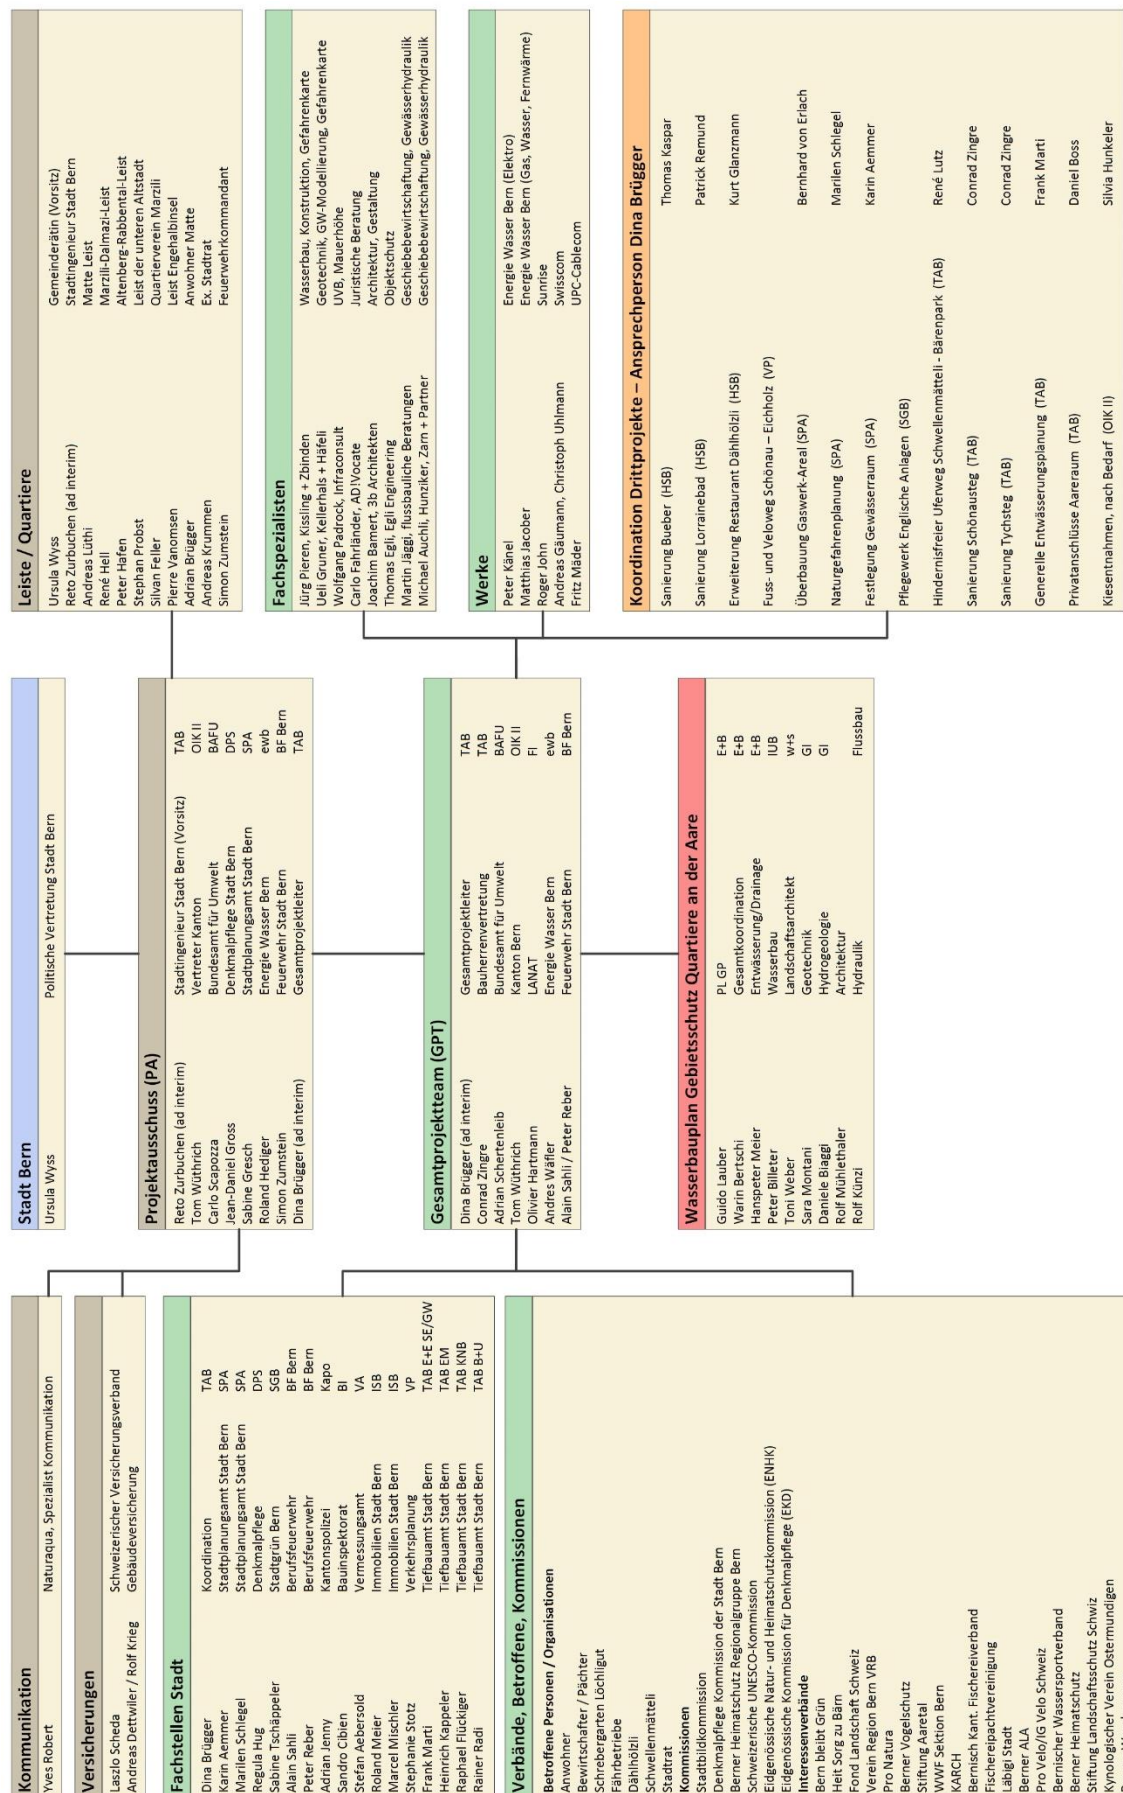 Kommunikation
Yves Robert Naturaqua, Spezialist Kommunikation
Versicherungen
Laszlo Scheda Schweizerischer Versicherungsverband
Andreas Dettwiler / Rolf Krieg Gebäudeversicherung
Fachstellen Stadt
Dina Brügger Koordination TAB
Karin Aemmer Stadtplanungsamt Stadt Bern SPA
Marilen Schlegel Stadtplanungsamt Stadt Bern SPA
Regula Hug Denkmalpflege DPS
Sabine Tschäppeler Stadtgrün Bern SGB
Alain Sahli Berufsfeuerwehr BF Bern
Peter Reber Berufsfeuerwehr BF Bern
Adrian Jenny Kantonspolizei Kapo
Sandro Cibien Bauinspektorat BI
Stefan Aebersold Vermessungsamt VA
Roland Meier Immobilien Stadt Bern ISB
Marcel Mischler Immobilien Stadt Bern ISB
Stephanie Stotz Verkehrsplanung VP
Frank Marti Tiefbauamt Stadt Bern TAB E+E SE/GW
Heinrich Kappeler Tiefbauamt Stadt Bern TAB EM
Raphael Flückiger Tiefbauamt Stadt Bern TAB KNB
Rainer Radi Tiefbauamt Stadt Bern TAB B+U
Verbände, Betroffene, Kommissionen
Betroffene Personen / Organisationen
Anwohner
Bewirtschafter / Pächter
Schrebergarten Löchligut
Fährbetriebe
Dählhölzli
Schwellenmätteli
Stadtrat
Kommissionen
Stadtbildkommission
Denkmalpflege Kommission der Stadt Bern
Berner Heimatschutz Regionalgruppe Bern
Schweizerische UNESCO-Kommission
Eidgenössische Natur- und Heimatschutzkommission (ENHK)
Eidgenössische Kommission für Denkmalpflege (EKD)
Interessenverbände
Bern bleibt Grün
Heit Sorg zu Bärn
Fond Landschaft Schweiz
Verein Region Bern VRB
Pro Natura
Berner Vogelschutz
Stiftung Aaretal
WWF Sektion Bern
KARCH
Bernisch Kant. Fischereiverband
Fischereipachtvereinigung
Läbigi Stadt
Berner ALA
Pro Velo/IG Velo Schweiz
Bernischer Wassersportverband
Berner Heimatschutz
Stiftung Landschaftsschutz Schweiz
Kynologischer Verein Ostermundigen
Stadt Bern
Ursula Wyss Politische Vertretung Stadt Bern
Projektausschuss (PA)
Reto Zurbuchen (ad interim) Stadtingenieur Stadt Bern (Vorsitz) TAB
Tom Wüthrich Vertreter Kanton OIK II
Carlo Scapozza Bundesamt für Umwelt BAFU
Jean-Daniel Gross Denkmalpflege Stadt Bern DPS
Sabine Gresch Stadtplanungsamt Stadt Bern SPA
Roland Hediger Energie Wasser Bern ewb
Simon Zumstein Feuerwehr Stadt Bern BF Bern
Dina Brügger (ad interim) Gesamtprojektleiter TAB
Gesamtprojektteam (GPT)
Dina Brügger (ad interim) Gesamtprojektleiter TAB
Conrad Zingre Bauherrenvertretung TAB
Adrian Schertenleib Bundesamt für Umwelt BAFU
Tom Wüthrich Kanton Bern OIK II
Olivier Hartmann LANAT FI
Andres Wäfler Energie Wasser Bern ewb
Alain Sahli / Peter Reber Feuerwehr Stadt Bern BF Bern
Wasserbauplan Gebietsschutz Quartiere an der Aare
Guido Lauber PL GP E+B
Warin Bertschi Gesamtkoordination E+B
Hanspeter Meier Entwässerung/Drainage E+B
Peter Billeter Wasserbau IUB
Toni Weber Landschaftsarchitekt w+s
Sara Montani Geotechnik GI
Daniele Biaggi Hydrogeologie GI
Rolf Mühlethaler Architektur
Rolf Künzi Hydraulik Flussbau
Leiste / Quartiere
Ursula Wyss Gemeinderätin (Vorsitz)
Reto Zurbuchen (ad interim) Stadtingenieur Stadt Bern
Andreas Lüthi Matte Leist
René Hell Marzili-Dalmazi-Leist
Peter Hafen Altenberg-Rabbental-Leist
Stephan Probst Leist der unteren Altstadt
Silvan Feller Quartierverein Marzili
Pierre Vanomsen Leist Engehalbinsel
Adrian Brügger Anwohner Matte
Andreas Krummen Ex. Stadtrat
Simon Zumstein Feuerwehrkommandant
Fachspezialisten
Jürg Pieren, Kissling + Zbinden Wasserbau, Konstruktion, Gefahrenkarte
Ueli Gruner, Kellerhals + Häfeli Geotechnik, GW-Modellierung, Gefahrenkarte
Wolfgang Padrock, Infraconsult UVB, Mauerhöhe
Carlo Fahrländer, AD!Vocate Juristische Beratung
Joachim Bamert, 3b Architekten Architektur, Gestaltung
Thomas Egli, Egli Engineering Objektschutz
Martin Jäggi, flussbauliche Beratungen Geschiebebewirtschaftung, Gewässerhydraulik
Michael Auchli, Hunziker, Zarn + Partner Geschiebebewirtschaftung, Gewässerhydraulik
Werke
Peter Känel Energie Wasser Bern (Elektro)
Matthias Jacober Energie Wasser Bern (Gas, Wasser, Fernwärme)
Roger John Sunrise
Andreas Gäumann, Christoph Uhlmann Swisscom
Fritz Mäder UPC-Cablecom
Koordination Drittprojekte – Ansprechperson Dina Brügger
Sanierung Bueber (HSB) Thomas Kaspar
Sanierung Lorrainebad (HSB) Patrick Remund
Erweiterung Restaurant Dählhölzli (HSB) Kurt Glanzmann
Fuss- und Veloweg Schönau – Eichholz (VP)
Überbauung Gaswerk-Areal (SPA) Bernhard von Erlach
Naturgefahrenplanung (SPA) Marilen Schlegel
Festlegung Gewässerraum (SPA) Karin Aemmer
Pflegewerk Englische Anlagen (SGB)
Hindernisfreier Uferweg Schwellenmätteli - Bärenpark (TAB) René Lutz
Sanierung Schönausteg (TAB) Conrad Zingre
Sanierung Tychsteg (TAB) Conrad Zingre
Generelle Entwässerungsplanung (TAB) Frank Marti
Privatanschlüsse Aareraum (TAB) Daniel Boss
Kiesentnahmen, nach Bedarf (OIK II) Silvia Hunkeler